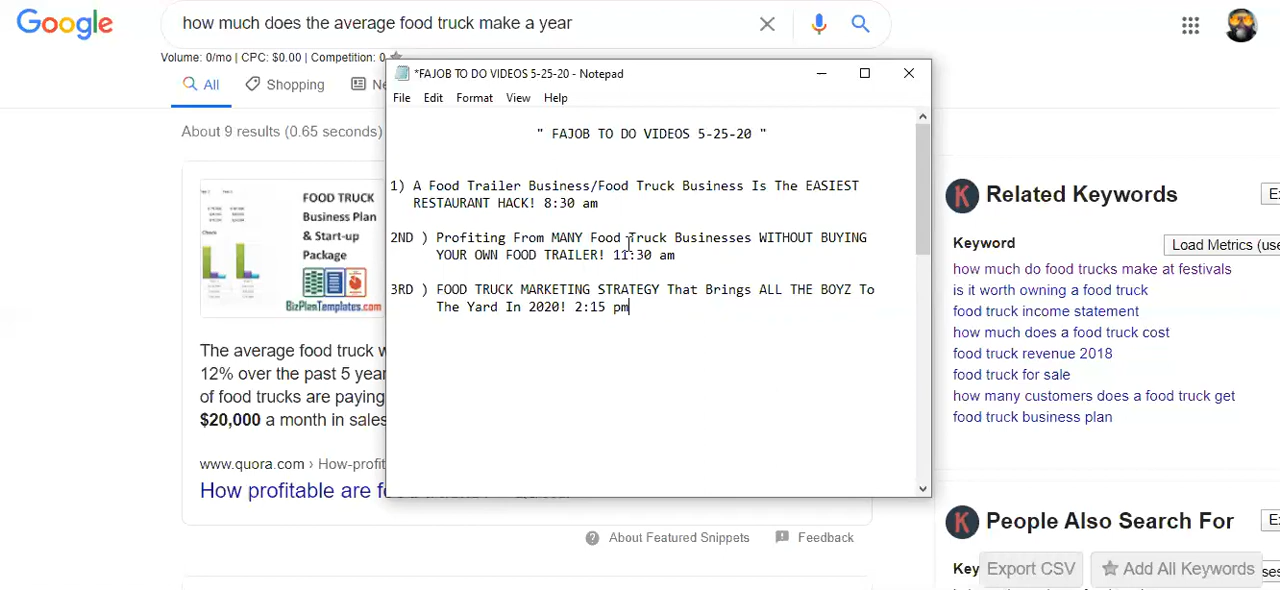 Google
how much does the average food truck make a year
Volume: 0/mo | CPC: $0.00 | Competition: 0
All
Shopping
About 9 results (0.65 seconds)
FOOD TRUCK
Business Plan
& Start-up
Package
BizPlanTemplates.com
The average food truck
12% over the past 5
of food trucks are paying
$20,000 a month in sales
www.quora.com › How-profit
How profitable are
About Featured Snippets
Feedback
*FAJOB TO DO VIDEOS 5-25-20 - Notepad
File Edit Format View Help
" FAJOB TO DO VIDEOS 5-25-20 "
1) A Food Trailer Business/Food Truck Business Is The EASIEST
RESTAURANT HACK! 8:30 am
2ND ) Profiting From MANY Food Truck Businesses WITHOUT BUYING
YOUR OWN FOOD TRAILER! 11:30 am
3RD ) FOOD TRUCK MARKETING STRATEGY That Brings ALL THE BOYZ To
The Yard In 2020! 2:15 pm
K Related Keywords
Keyword
Load Metrics (use
how much do food trucks make at festivals
is it worth owning a food truck
food truck income statement
how much does a food truck cost
food truck revenue 2018
food truck for sale
how many customers does a food truck get
food truck business plan
K People Also Search For
Key
Export CSV
Add All Keywords